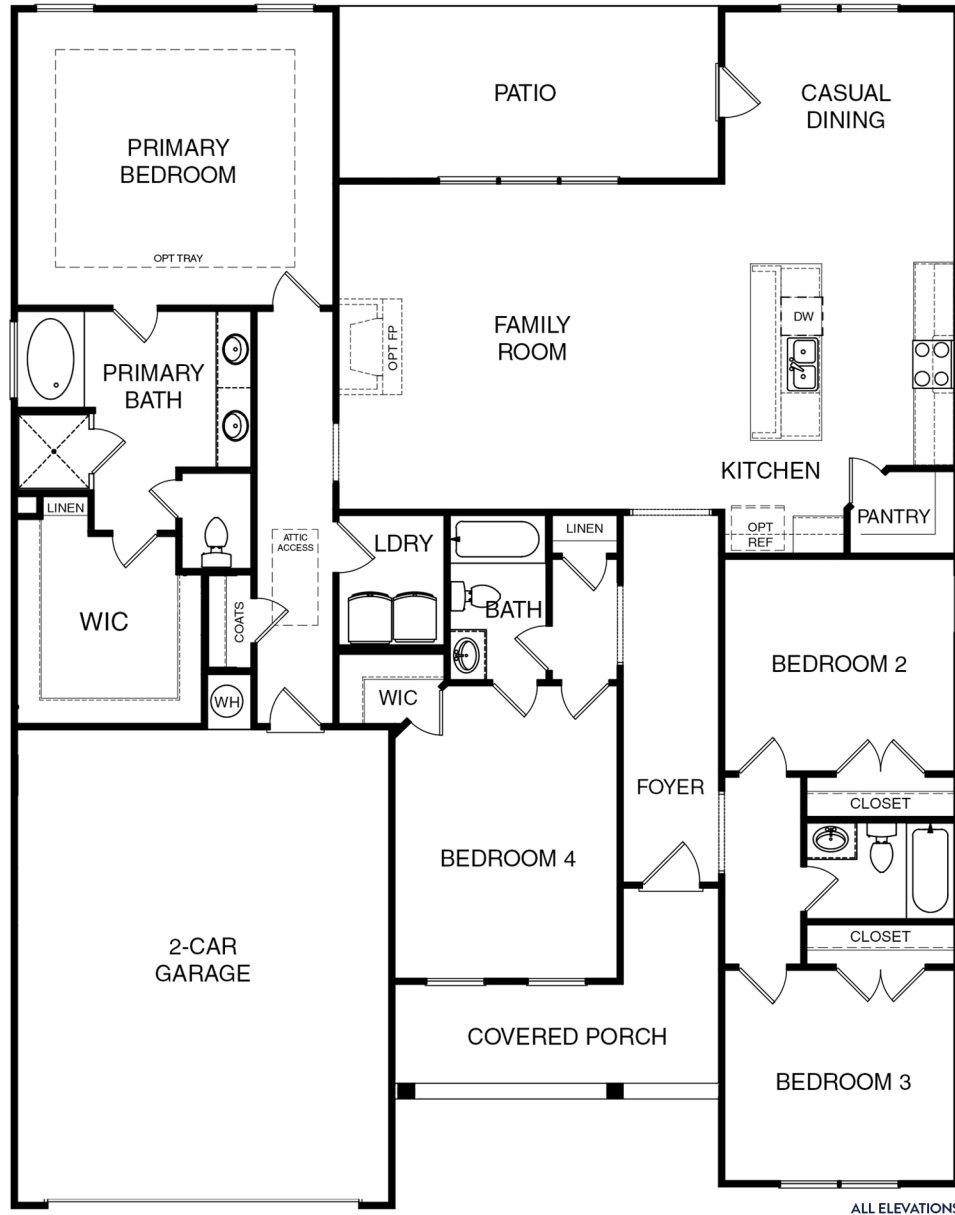 PATIO
CASUAL
DINING
PRIMARY
BEDROOM
OPT TRAY
FAMILY
ROOM
OPT FP
DW
PRIMARY
BATH
KITCHEN
LINEN
PANTRY
OPT
REF
LINEN
ATTIC
ACCESS
LDRY
BATH
WIC
COATS
BEDROOM 2
WIC
WH
FOYER
CLOSET
BEDROOM 4
CLOSET
2-CAR
GARAGE
COVERED PORCH
BEDROOM 3
ALL ELEVATIONS